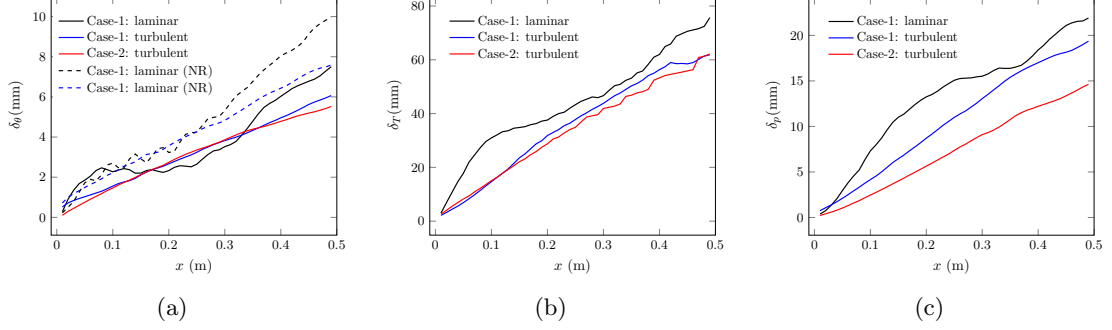 10
8
6
4
2
0
δθ(mm)
Case-1: laminar
Case-1: turbulent
Case-2: turbulent
Case-1: laminar (NR)
Case-1: laminar (NR)
0 0.1 0.2 0.3 0.4 0.5
x (m)
(a)
80
60
40
20
0
δT(mm)
Case-1: laminar
Case-1: turbulent
Case-2: turbulent
0 0.1 0.2 0.3 0.4 0.5
x (m)
(b)
20
15
10
5
0
δp(mm)
Case-1: laminar
Case-1: turbulent
Case-2: turbulent
0 0.1 0.2 0.3 0.4 0.5
x (m)
(c)